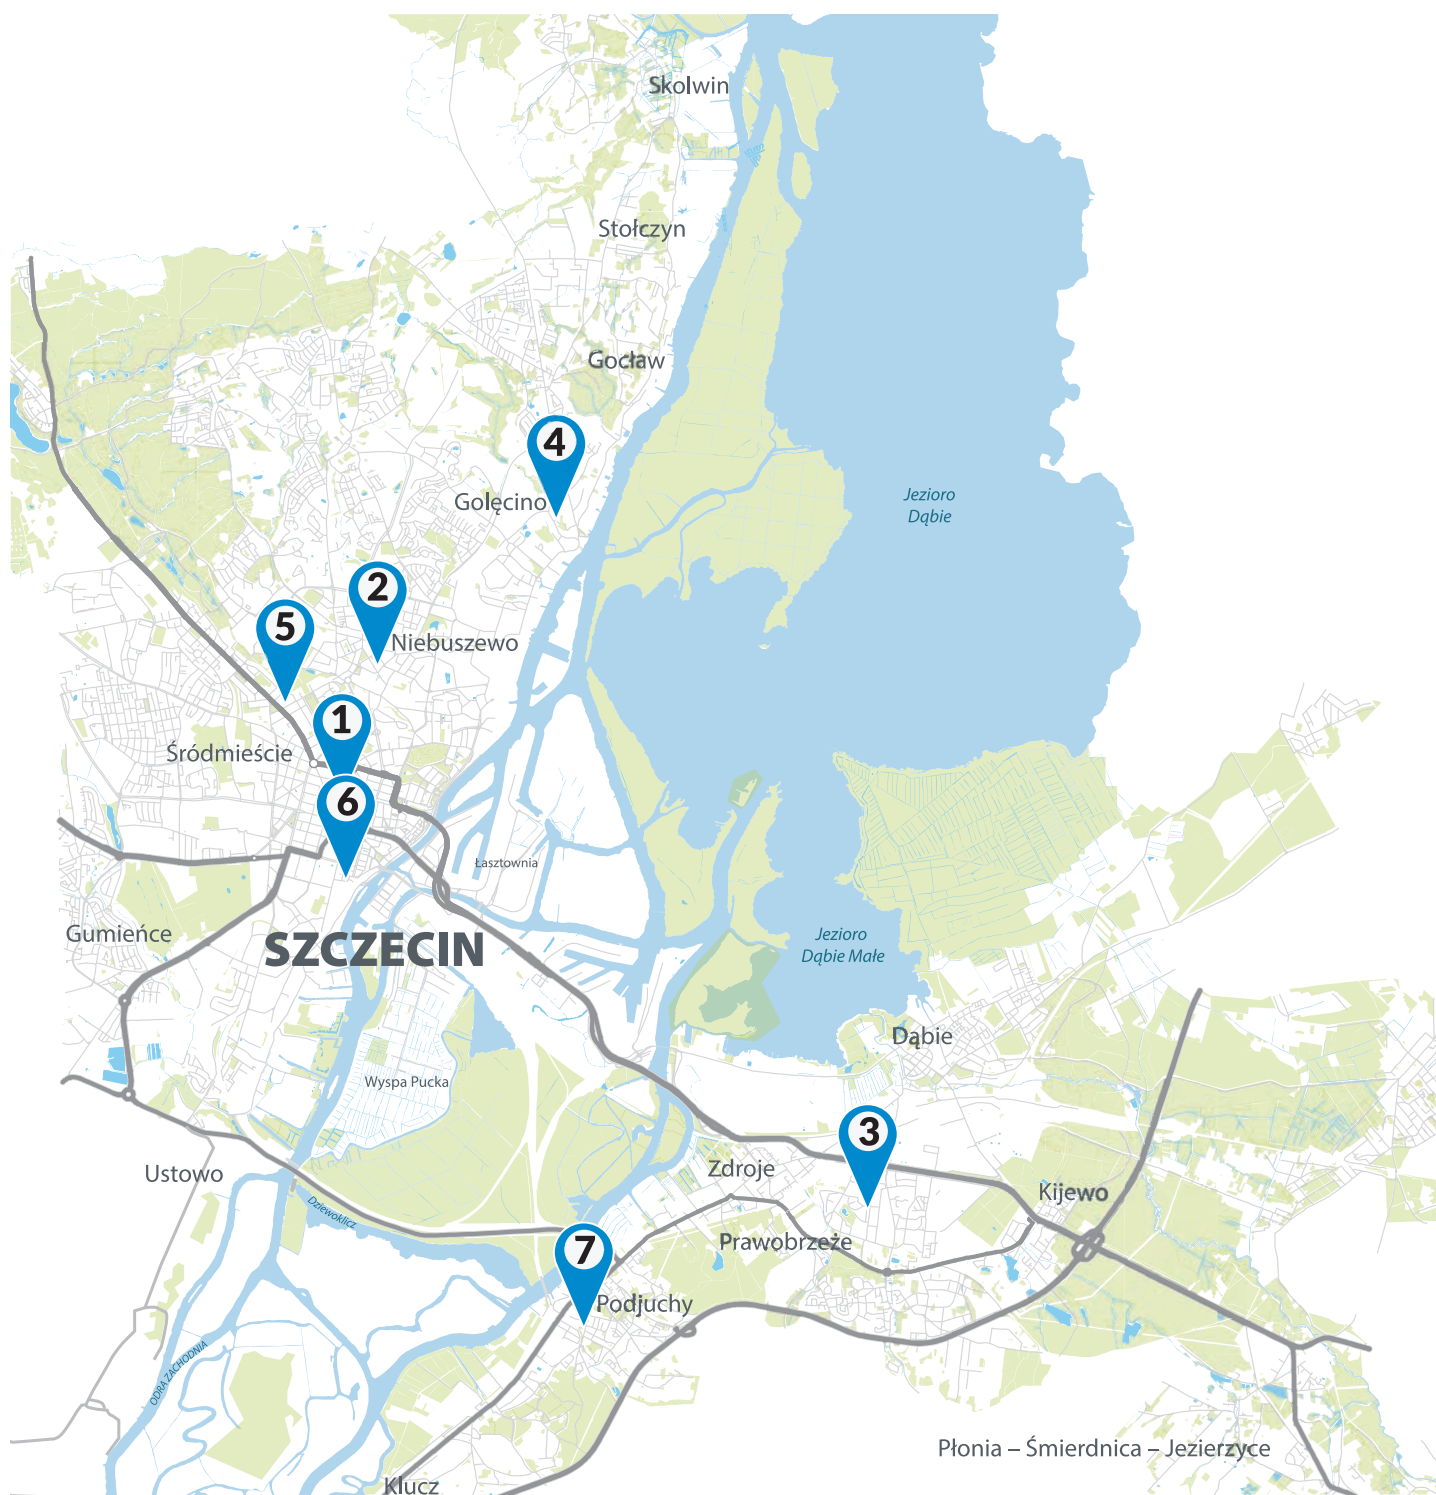 Skolwin
Stołczyn
Gocław
4
Golęcino
Jezioro
Dąbie
2
5
Niebuszewo
1
Śródmieście
6
Łasztownia
Gumieńce
SZCZECIN
Jezioro
Dąbie Małe
Dąbie
Wyspa Pucka
3
Zdroje
Ustowo
Kijewo
Dziewoklicz
Prawobrzeże
7
Podjuchy
ODRA ZACHODNIA
Płonia – Śmierdnica – Jezierzyce
Klucz